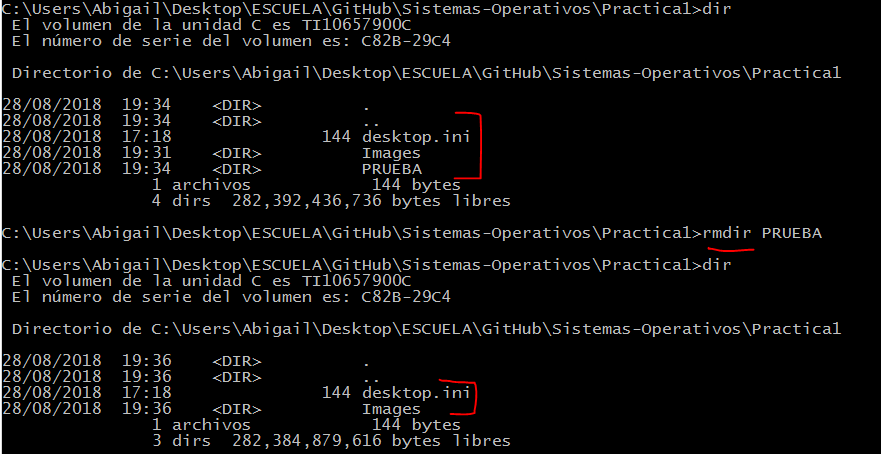 C:\Users\Abigail\Desktop\ESCUELA\GitHub\Sistemas-Operativos\Practica1>dir
El volumen de la unidad C es TI10657900C
El número de serie del volumen es: C82B-29C4
Directorio de C:\Users\Abigail\Desktop\ESCUELA\GitHub\Sistemas-Operativos\Practica1
28/08/2018  19:34    <DIR>          .
28/08/2018  19:34    <DIR>          ..
28/08/2018  17:18               144 desktop.ini
28/08/2018  19:31    <DIR>          Images
28/08/2018  19:34    <DIR>          PRUEBA
1 archivos            144 bytes
4 dirs  282,392,436,736 bytes libres
C:\Users\Abigail\Desktop\ESCUELA\GitHub\Sistemas-Operativos\Practica1>rmdir PRUEBA
C:\Users\Abigail\Desktop\ESCUELA\GitHub\Sistemas-Operativos\Practica1>dir
El volumen de la unidad C es TI10657900C
El número de serie del volumen es: C82B-29C4
Directorio de C:\Users\Abigail\Desktop\ESCUELA\GitHub\Sistemas-Operativos\Practica1
28/08/2018  19:36    <DIR>          .
28/08/2018  19:36    <DIR>          ..
28/08/2018  17:18               144 desktop.ini
28/08/2018  19:36    <DIR>          Images
1 archivos            144 bytes
3 dirs  282,384,879,616 bytes libres